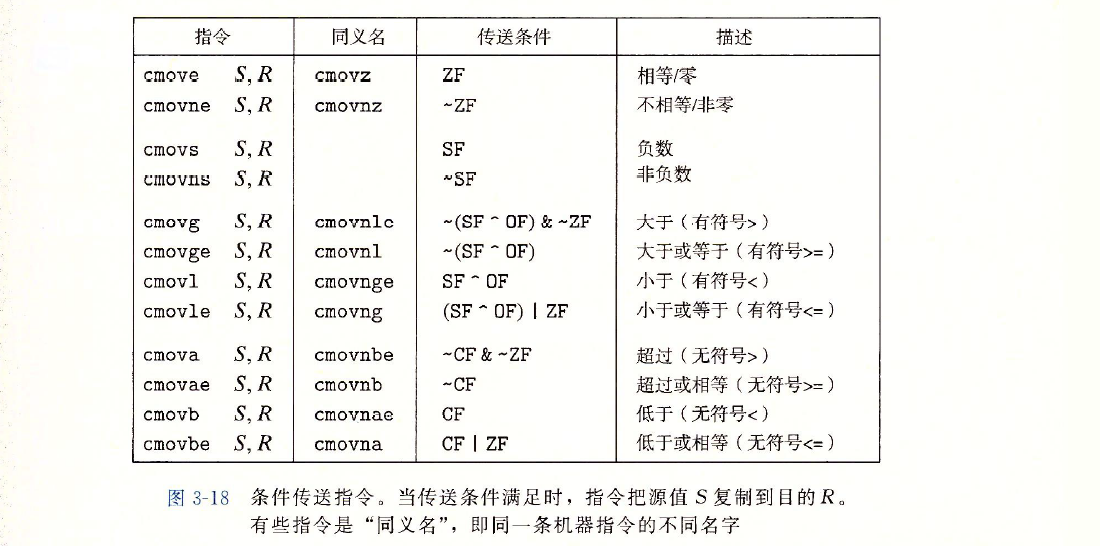 指令 同义名 传送条件 描述
cmove S, R cmovz ZF 相等/零
cmovne S, R cmovnz ~ZF 不相等/非零
cmovs S, R SF 负数
cmovns S, R ~SF 非负数
cmovg S, R cmovnle ~(SF ^ OF) & ~ZF 大于（有符号>）
cmovge S, R cmovnl ~(SF ^ OF) 大于或等于（有符号>=）
cmovl S, R cmovnge SF ^ OF 小于（有符号<）
cmovle S, R cmovng (SF ^ OF) | ZF 小于或等于（有符号<=）
cmova S, R cmovnbe ~CF & ~ZF 超过（无符号>）
cmovae S, R cmovnb ~CF 超过或相等（无符号>=）
cmovb S, R cmovnae CF 低于（无符号<）
cmovbe S, R cmovna CF | ZF 低于或相等（无符号<=）
图 3-18 条件传送指令。当传送条件满足时，指令把源值 S 复制到目的 R。
有些指令是“同义名”，即同一条机器指令的不同名字